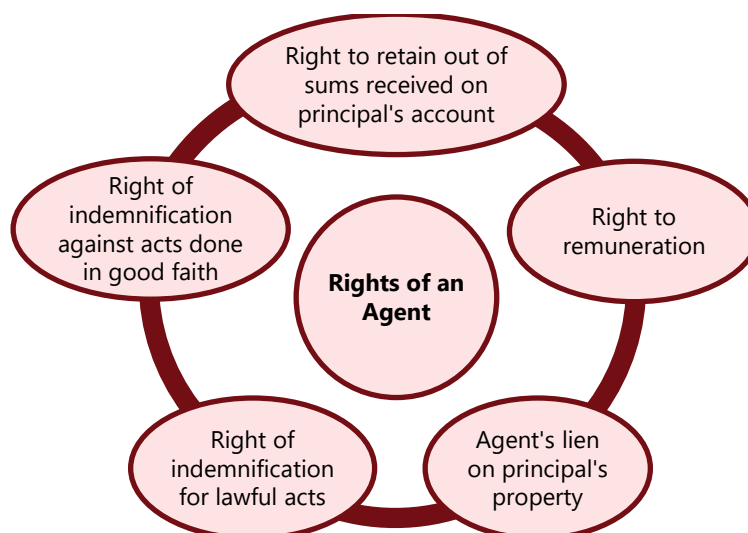 Right to retain out of
sums received on
principal's account
Right to
remuneration
Agent's lien
on principal's
property
Right of
indemnification
for lawful acts
Right of
indemnification
against acts done
in good faith
Rights of an
Agent